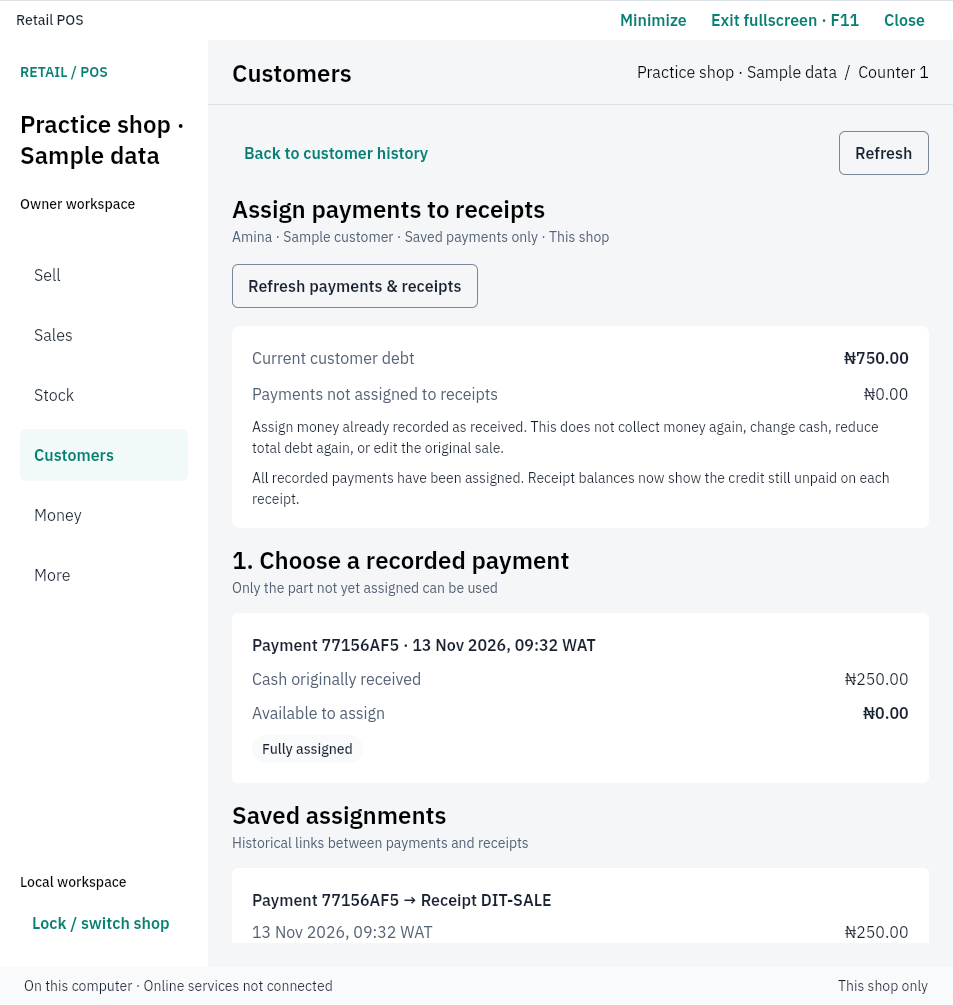 Retail POS
Minimize
Exit fullscreen · F11
Close
RETAIL / POS
Practice shop ·
Sample data
Owner workspace
Sell
Sales
Stock
Customers
Money
More
Local workspace
Lock / switch shop
Customers
Practice shop · Sample data / Counter 1
Back to customer history
Refresh
Assign payments to receipts
Amina · Sample customer · Saved payments only · This shop
Refresh payments & receipts
Current customer debt ₦750.00
Payments not assigned to receipts ₦0.00
Assign money already recorded as received. This does not collect money again, change cash, reduce
total debt again, or edit the original sale.
All recorded payments have been assigned. Receipt balances now show the credit still unpaid on each
receipt.
1. Choose a recorded payment
Only the part not yet assigned can be used
Payment 77156AF5 · 13 Nov 2026, 09:32 WAT
Cash originally received ₦250.00
Available to assign ₦0.00
Fully assigned
Saved assignments
Historical links between payments and receipts
Payment 77156AF5 → Receipt DIT-SALE
13 Nov 2026, 09:32 WAT ₦250.00
On this computer · Online services not connected
This shop only